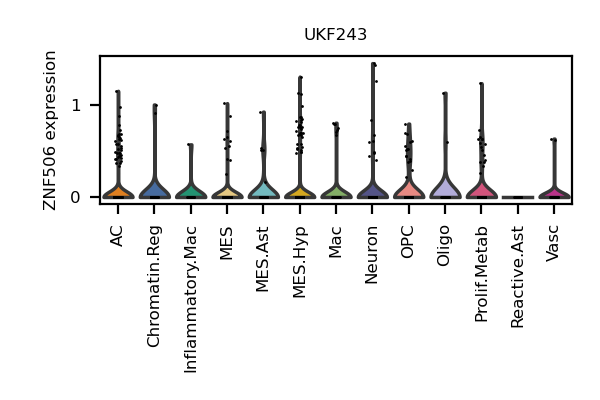 UKF243
ZNF506 expression
1
0
AC
Chromatin.Reg
Inflammatory.Mac
MES
MES.Ast
MES.Hyp
Mac
Neuron
OPC
Oligo
Prolif.Metab
Reactive.Ast
Vasc